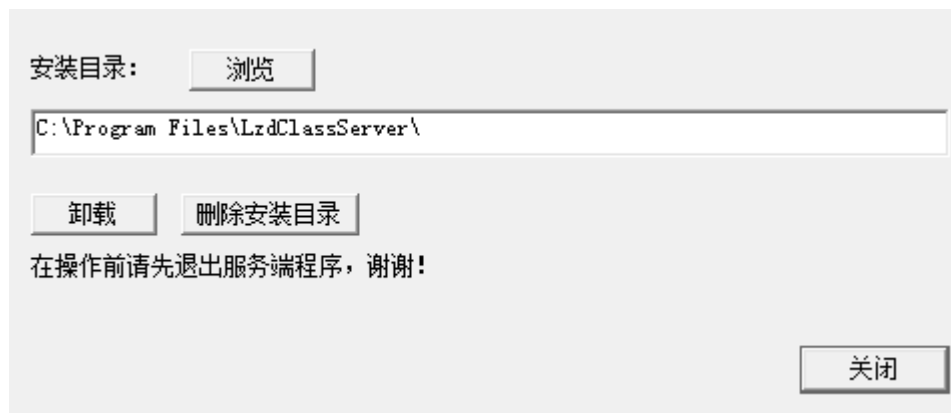 安装目录： 浏览
C:\Program Files\LzdClassServer\
卸载 删除安装目录
在操作前请先退出服务端程序，谢谢！
关闭